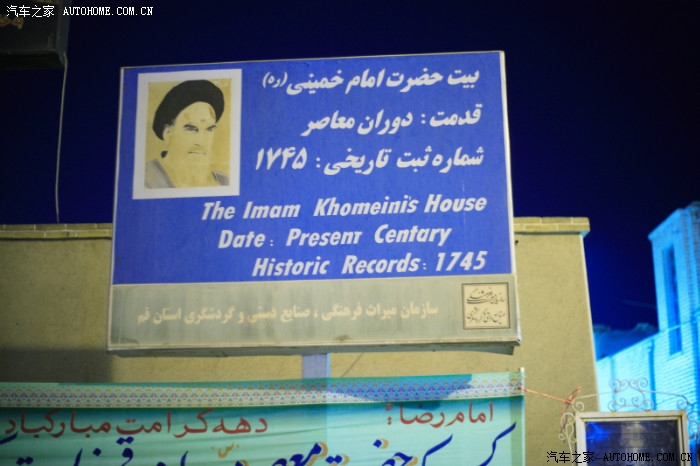 汽车之家 AUTOHOME.COM.CN
بیت حضرت امام خمینی (ره)
قدمت: دوران معاصر
شماره ثبت تاریخی: ۱۷۴۵
The Imam Khomeini's House
Date: Present Centary
Historic Records: 1745
سازمان میراث فرهنگی، صنایع دستی و گردشگری استان قم
امام رضا:
دهه کرامت مبارکباد
汽车之家 AUTOHOME.COM.CN